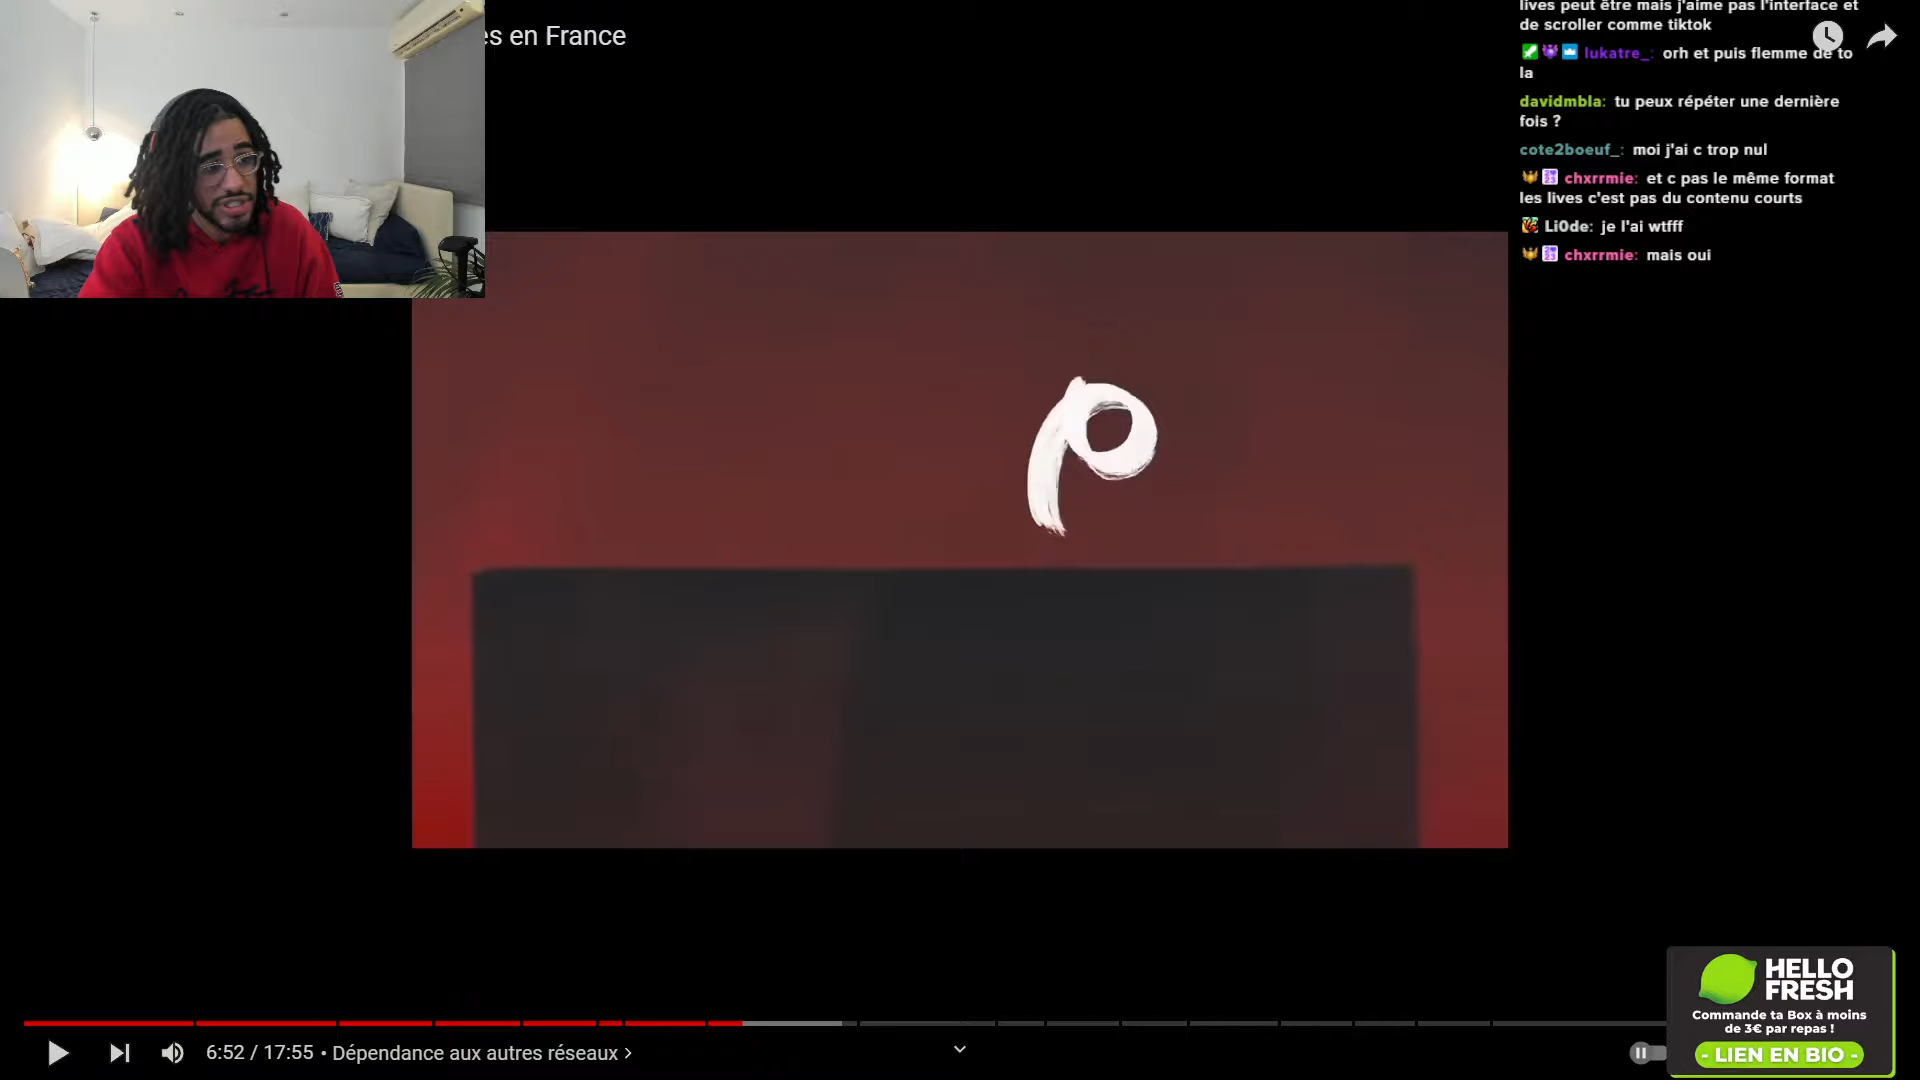 es en France
lives peut être mais j'aime pas l'interface et
de scroller comme tiktok
lukatre_: orh et puis flemme de to
la
davidmbla: tu peux répéter une dernière
fois ?
cote2boeuf_: moi j'ai c trop nul
chxrrmie: et c pas le même format
les lives c'est pas du contenu courts
Li0de: je l'ai wtfff
chxrrmie: mais oui
6:52 / 17:55 • Dépendance aux autres réseaux >
HELLO
FRESH
Commande ta Box à moins
de 3€ par repas !
- LIEN EN BIO -